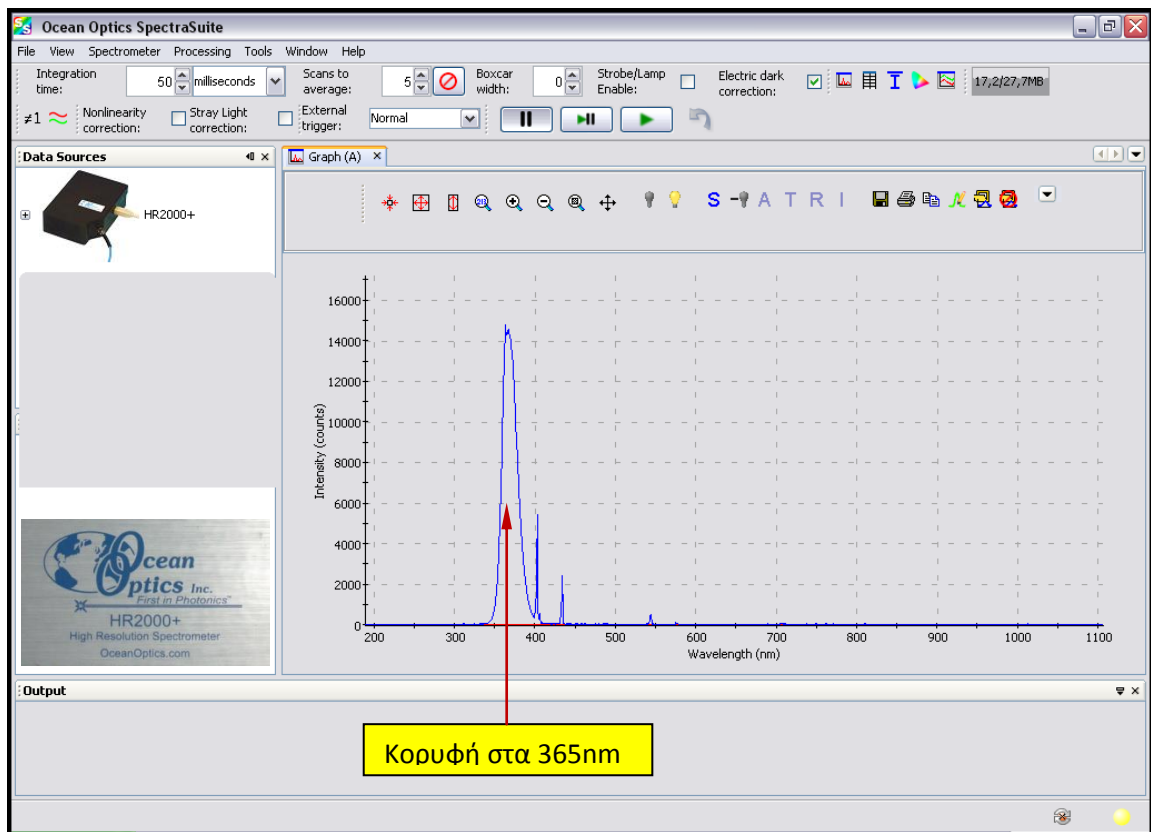 Ocean Optics SpectraSuite
File View Spectrometer Processing Tools Window Help
Integration time: 50 milliseconds Scans to average: 5 Boxcar width: 0 Strobe/Lamp Enable: Electric dark correction: 17,2/27,7MB
≠1 Nonlinearity correction: Stray Light correction: External trigger: Normal
Data Sources
Graph (A)
HR2000+
S A T R I
16000
14000
12000
10000
8000
6000
4000
2000
0
Intensity (counts)
200 300 400 500 600 700 800 900 1000 1100
Wavelength (nm)
Ocean
Optics Inc.
First in Photonics™
HR2000+
High Resolution Spectrometer
OceanOptics.com
Output
Κορυφή στα 365nm